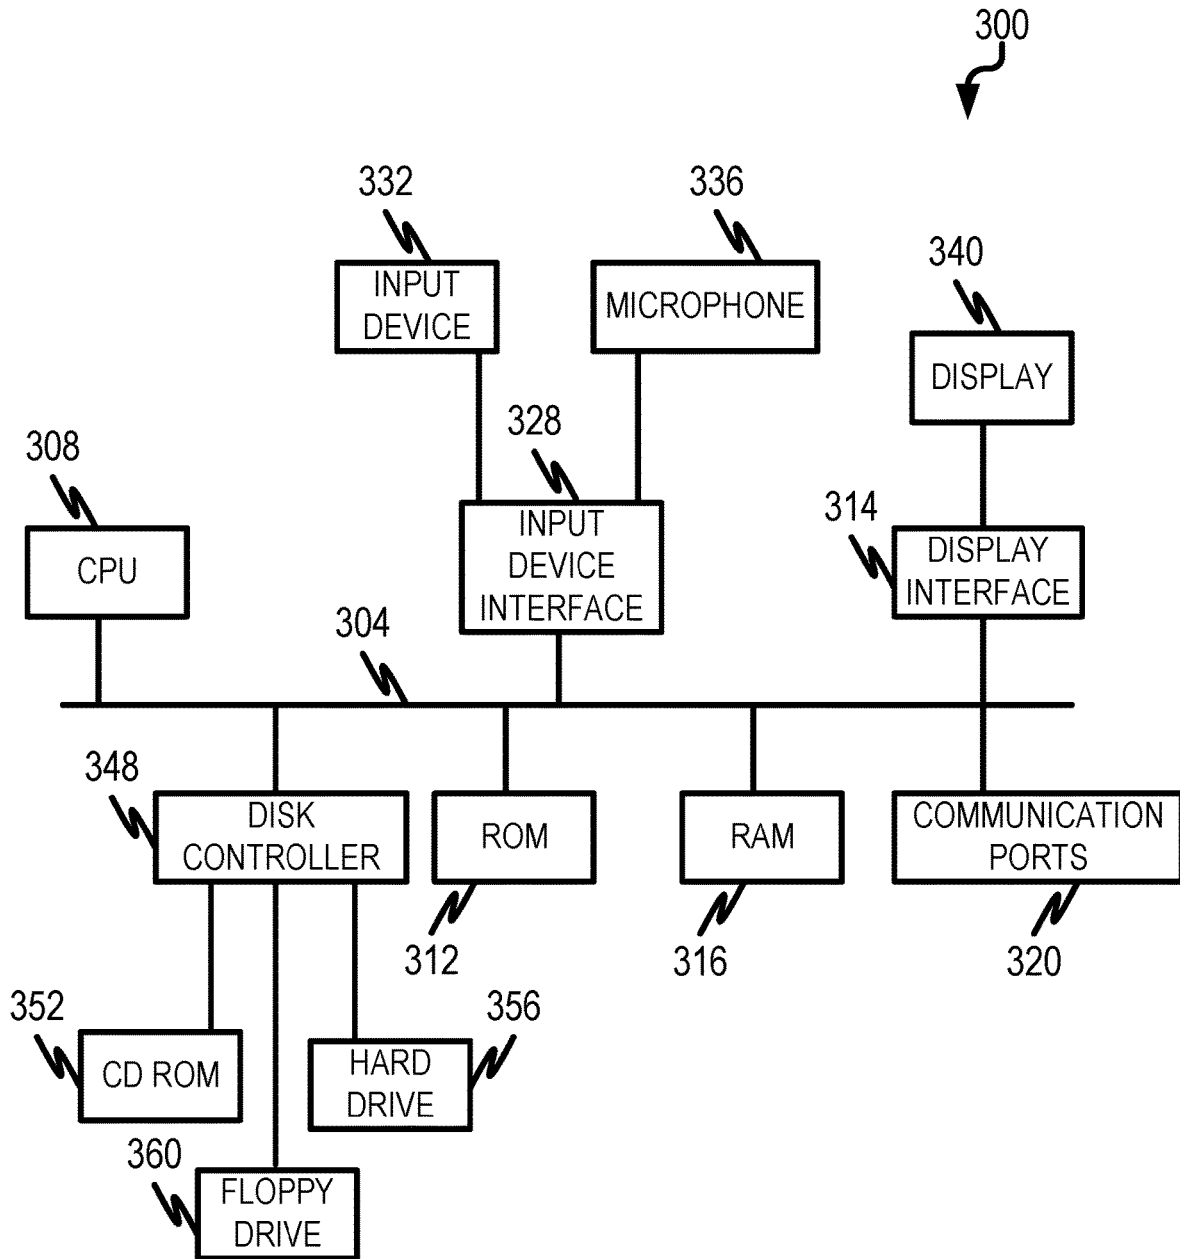 300
332
336
340
INPUT
DEVICE
MICROPHONE
DISPLAY
308
328
314
CPU
INPUT
DEVICE
INTERFACE
DISPLAY
INTERFACE
304
348
DISK
CONTROLLER
ROM
RAM
COMMUNICATION
PORTS
312
316
320
352
356
CD ROM
HARD
DRIVE
360
FLOPPY
DRIVE